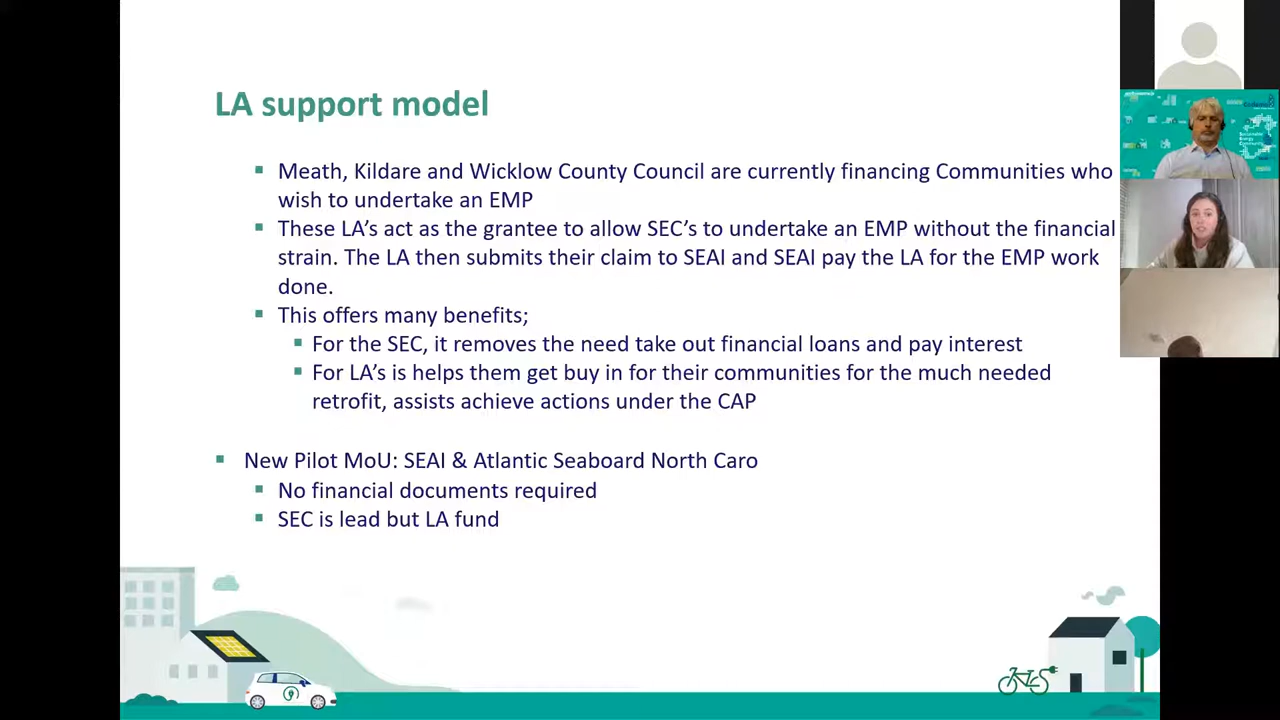 LA support model
Meath, Kildare and Wicklow County Council are currently financing Communities who
wish to undertake an EMP
These LA's act as the grantee to allow SEC's to undertake an EMP without the financial
strain. The LA then submits their claim to SEAI and SEAI pay the LA for the EMP work
done.
This offers many benefits;
For the SEC, it removes the need take out financial loans and pay interest
For LA's is helps them get buy in for their communities for the much needed
retrofit, assists achieve actions under the CAP
New Pilot MoU: SEAI & Atlantic Seaboard North Caro
No financial documents required
SEC is lead but LA fund